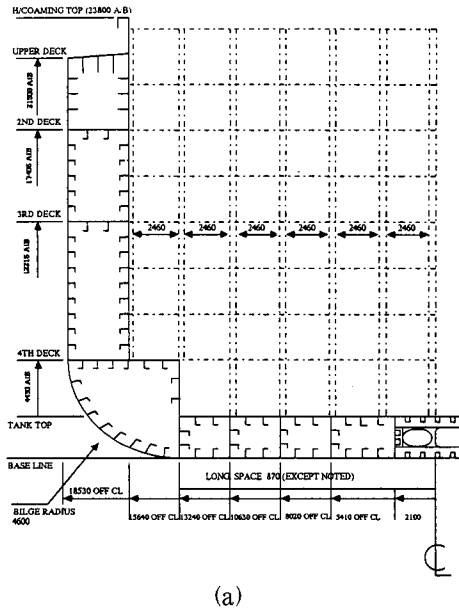 H/COAMING TOP (23800 A/B)
UPPER DECK
2ND DECK
3RD DECK
12215 A/B
2460 2460 2460 2460 2460 2460
4TH DECK
TANK TOP
BASE LINE
LONG SPACE 870 (EXCEPT NOTED)
BILGE RADIUS
4600
18530 OFF CL
15640 OFF CL 13240 OFF CL 10630 OFF CL 8020 OFF CL 5410 OFF CL 2100
(a)